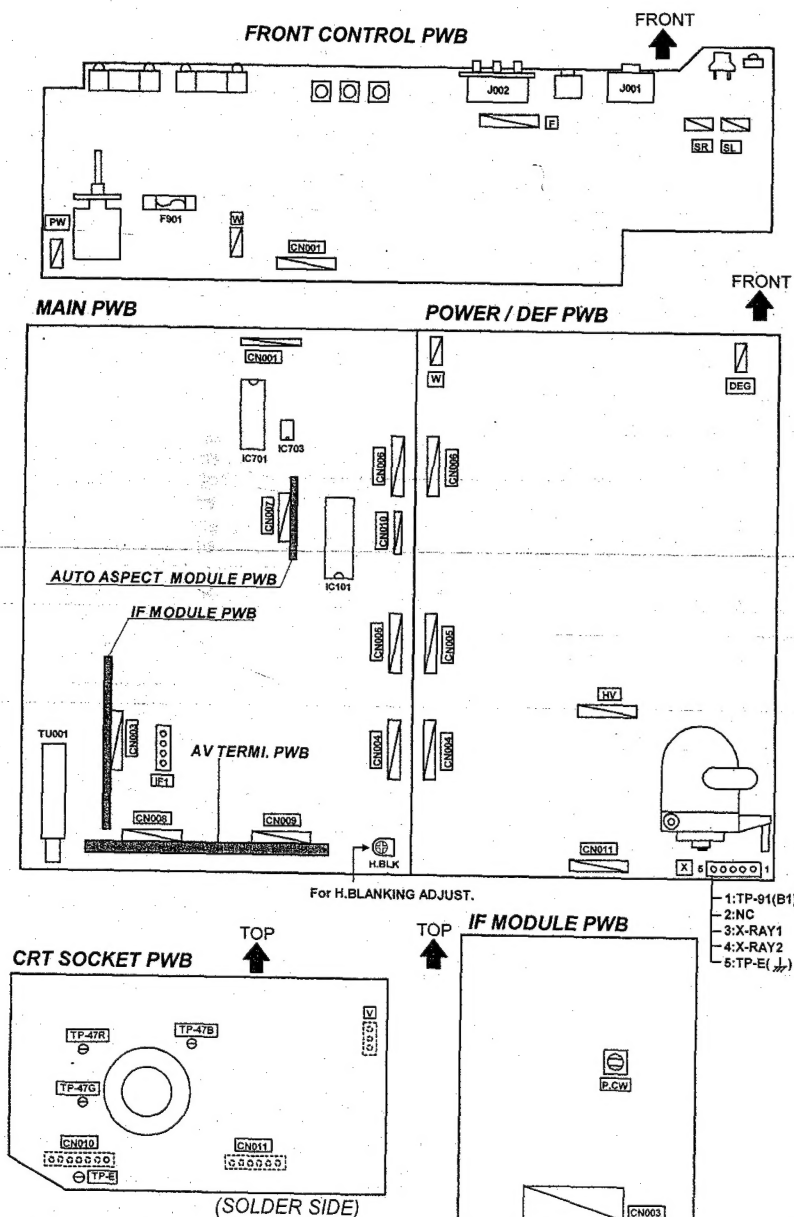 FRONT CONTROL PWB
FRONT
J002
J001
F
SR
SL
PW
F901
W
CN001
FRONT
MAIN PWB
POWER / DEF PWB
CN001
W
DEG
IC701
IC703
CN006
CN006
CN007
CN010
IC101
AUTO ASPECT MODULE PWB
IF MODULE PWB
CN005
CN005
HV
TU001
CN003
IF1
AV TERMI. PWB
CN004
CN004
CN008
CN009
H.BLK
CN011
X 5 1
For H.BLANKING ADJUST.
1:TP-91(B1)
2:NC
3:X-RAY1
4:X-RAY2
5:TP-E( )
TOP
TOP
IF MODULE PWB
CRT SOCKET PWB
TP-47R
TP-47B
V
TP-47G
P.CW
CN010
CN011
TP-E
CN003
(SOLDER SIDE)